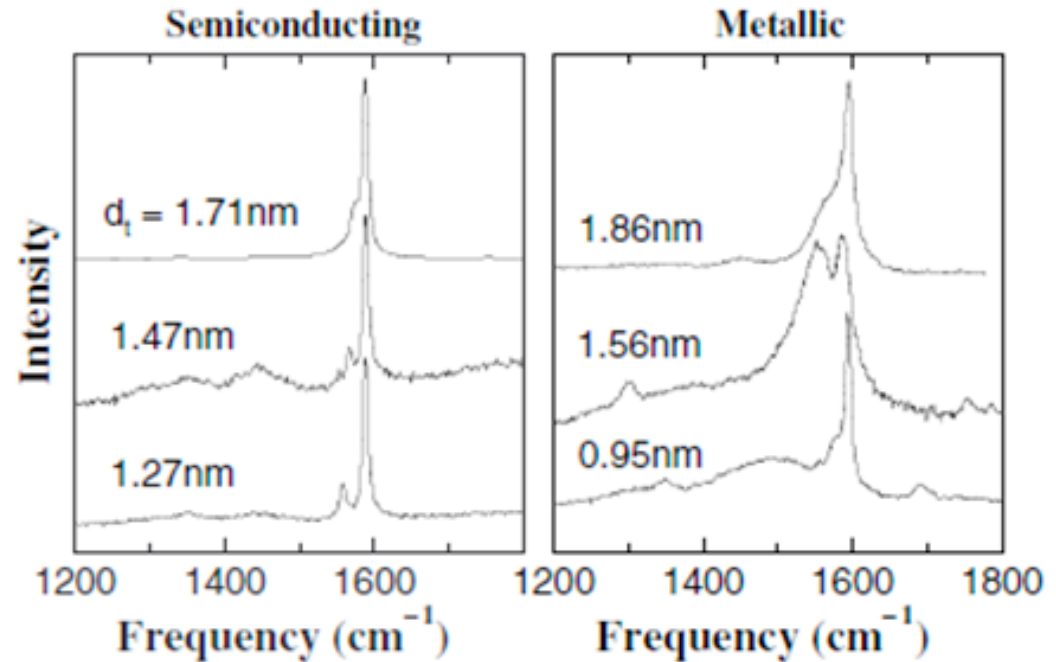 Semiconducting
Metallic
Intensity
dt = 1.71nm
1.47nm
1.27nm
1.86nm
1.56nm
0.95nm
1200 1400 1600
1200 1400 1600 1800
Frequency (cm⁻¹)
Frequency (cm⁻¹)